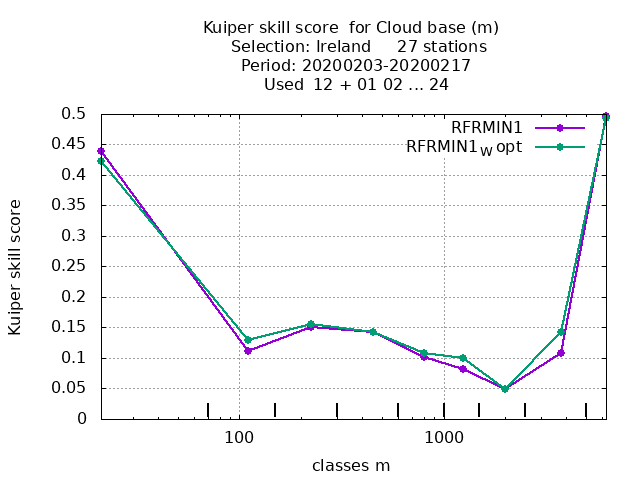 Kuiper skill score  for Cloud base (m)
Selection: Ireland     27 stations
Period: 20200203-20200217
Used  12 + 01 02 ... 24
RFRMIN1
RFRMIN1W opt
Kuiper skill score
0.5
0.45
0.4
0.35
0.3
0.25
0.2
0.15
0.1
0.05
0
100
1000
classes m